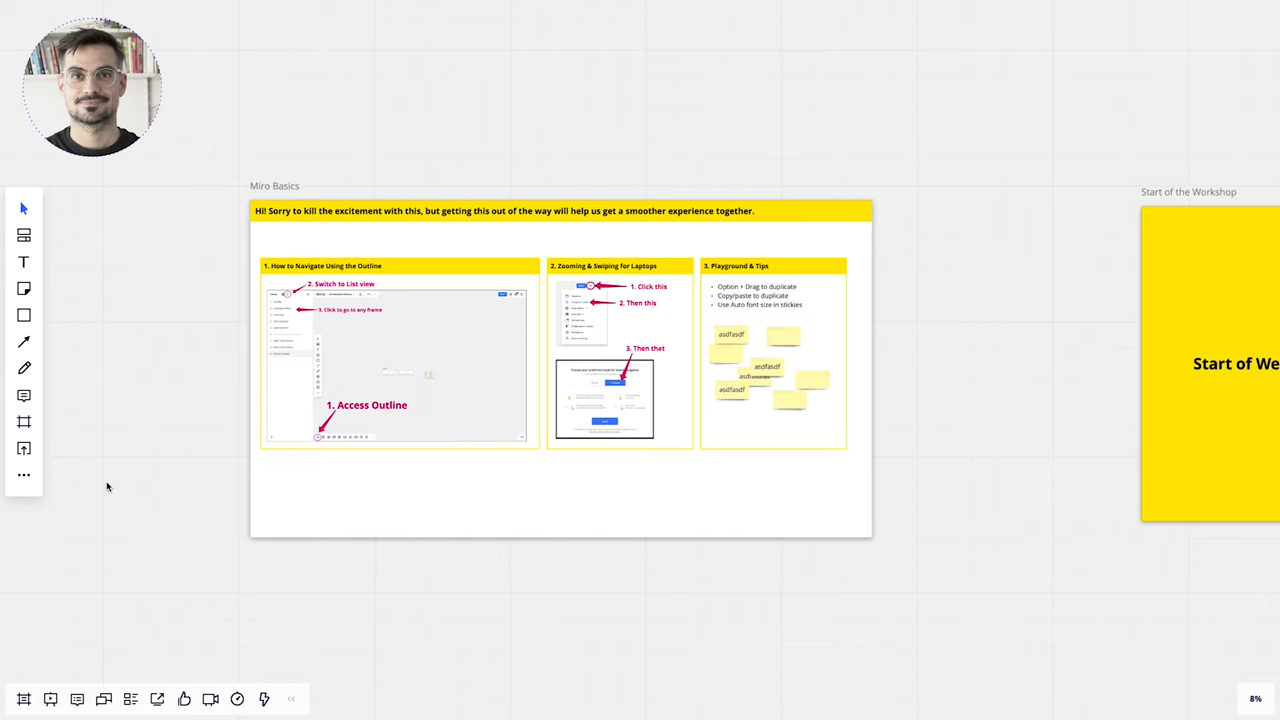 Miro Basics
Start of the Workshop
Hi! Sorry to kill the excitement with this, but getting this out of the way will help us get a smoother experience together.
1. How to Navigate Using the Outline
2. Switch to List view
3. Click to go to any frame
1. Access Outline
2. Zooming & Swiping for Laptops
1. Click this
2. Then this
3. Then that
3. Playground & Tips
• Option + Drag to duplicate
• Copy/paste to duplicate
• Use Auto font size in stickies
asdfasdf
asdfasdf
asdfasdf
Start of We
8%